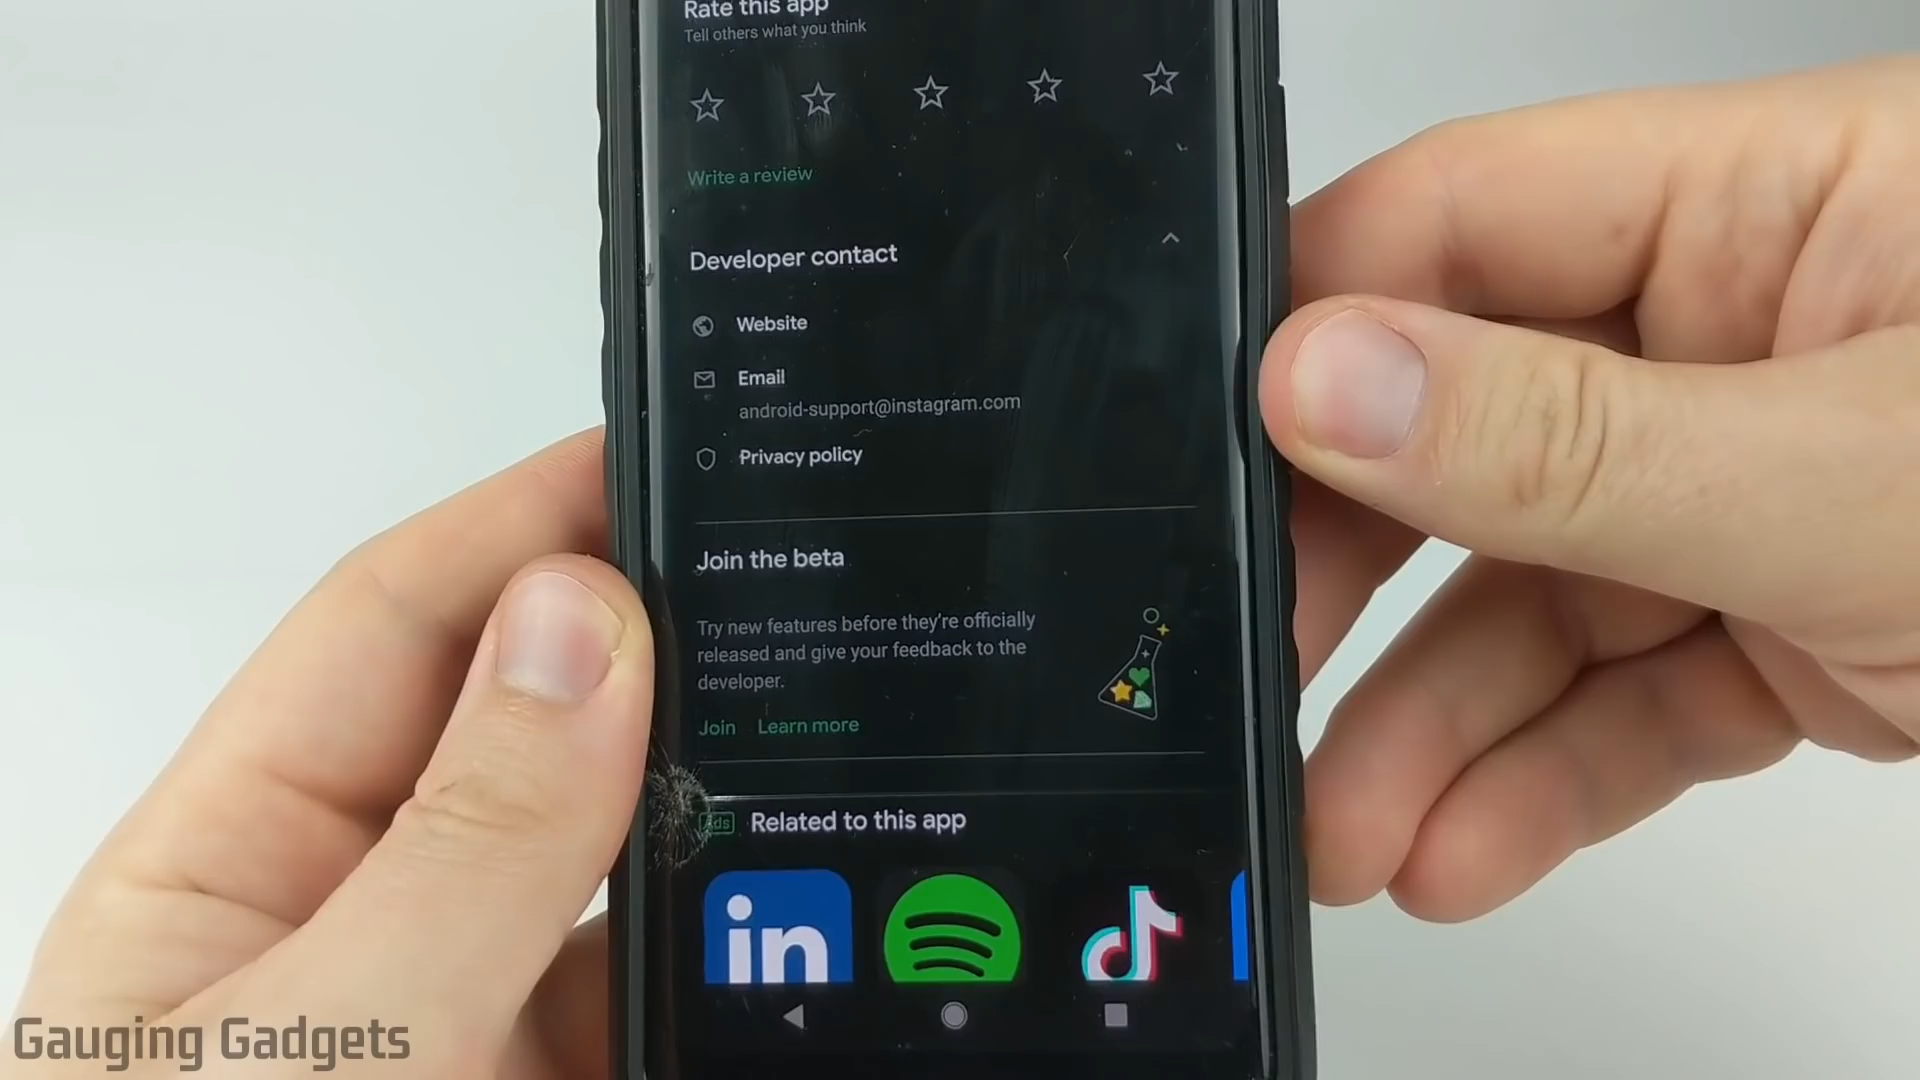 Rate this app
Tell others what you think
Write a review
Developer contact
Website
Email
android-support@instagram.com
Privacy policy
Join the beta
Try new features before they're officially
released and give your feedback to the
developer.
Join Learn more
Ads Related to this app
in
Gauging Gadgets